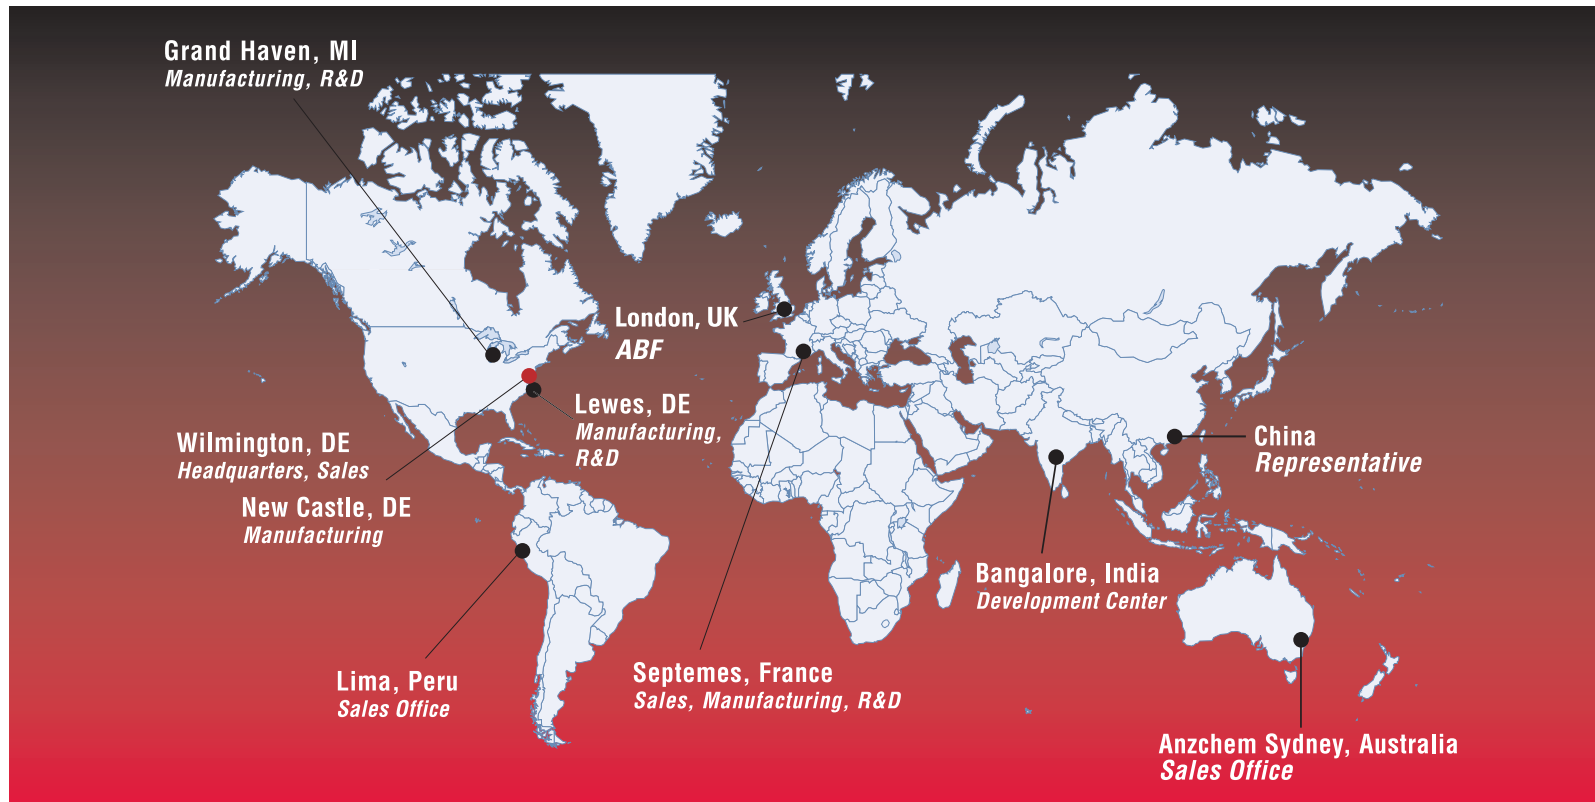 Grand Haven, MI
Manufacturing, R&D
London, UK
ABF
Lewes, DE
Manufacturing,
R&D
Wilmington, DE
Headquarters, Sales
New Castle, DE
Manufacturing
China
Representative
Bangalore, India
Development Center
Lima, Peru
Sales Office
Septemes, France
Sales, Manufacturing, R&D
Anzchem Sydney, Australia
Sales Office